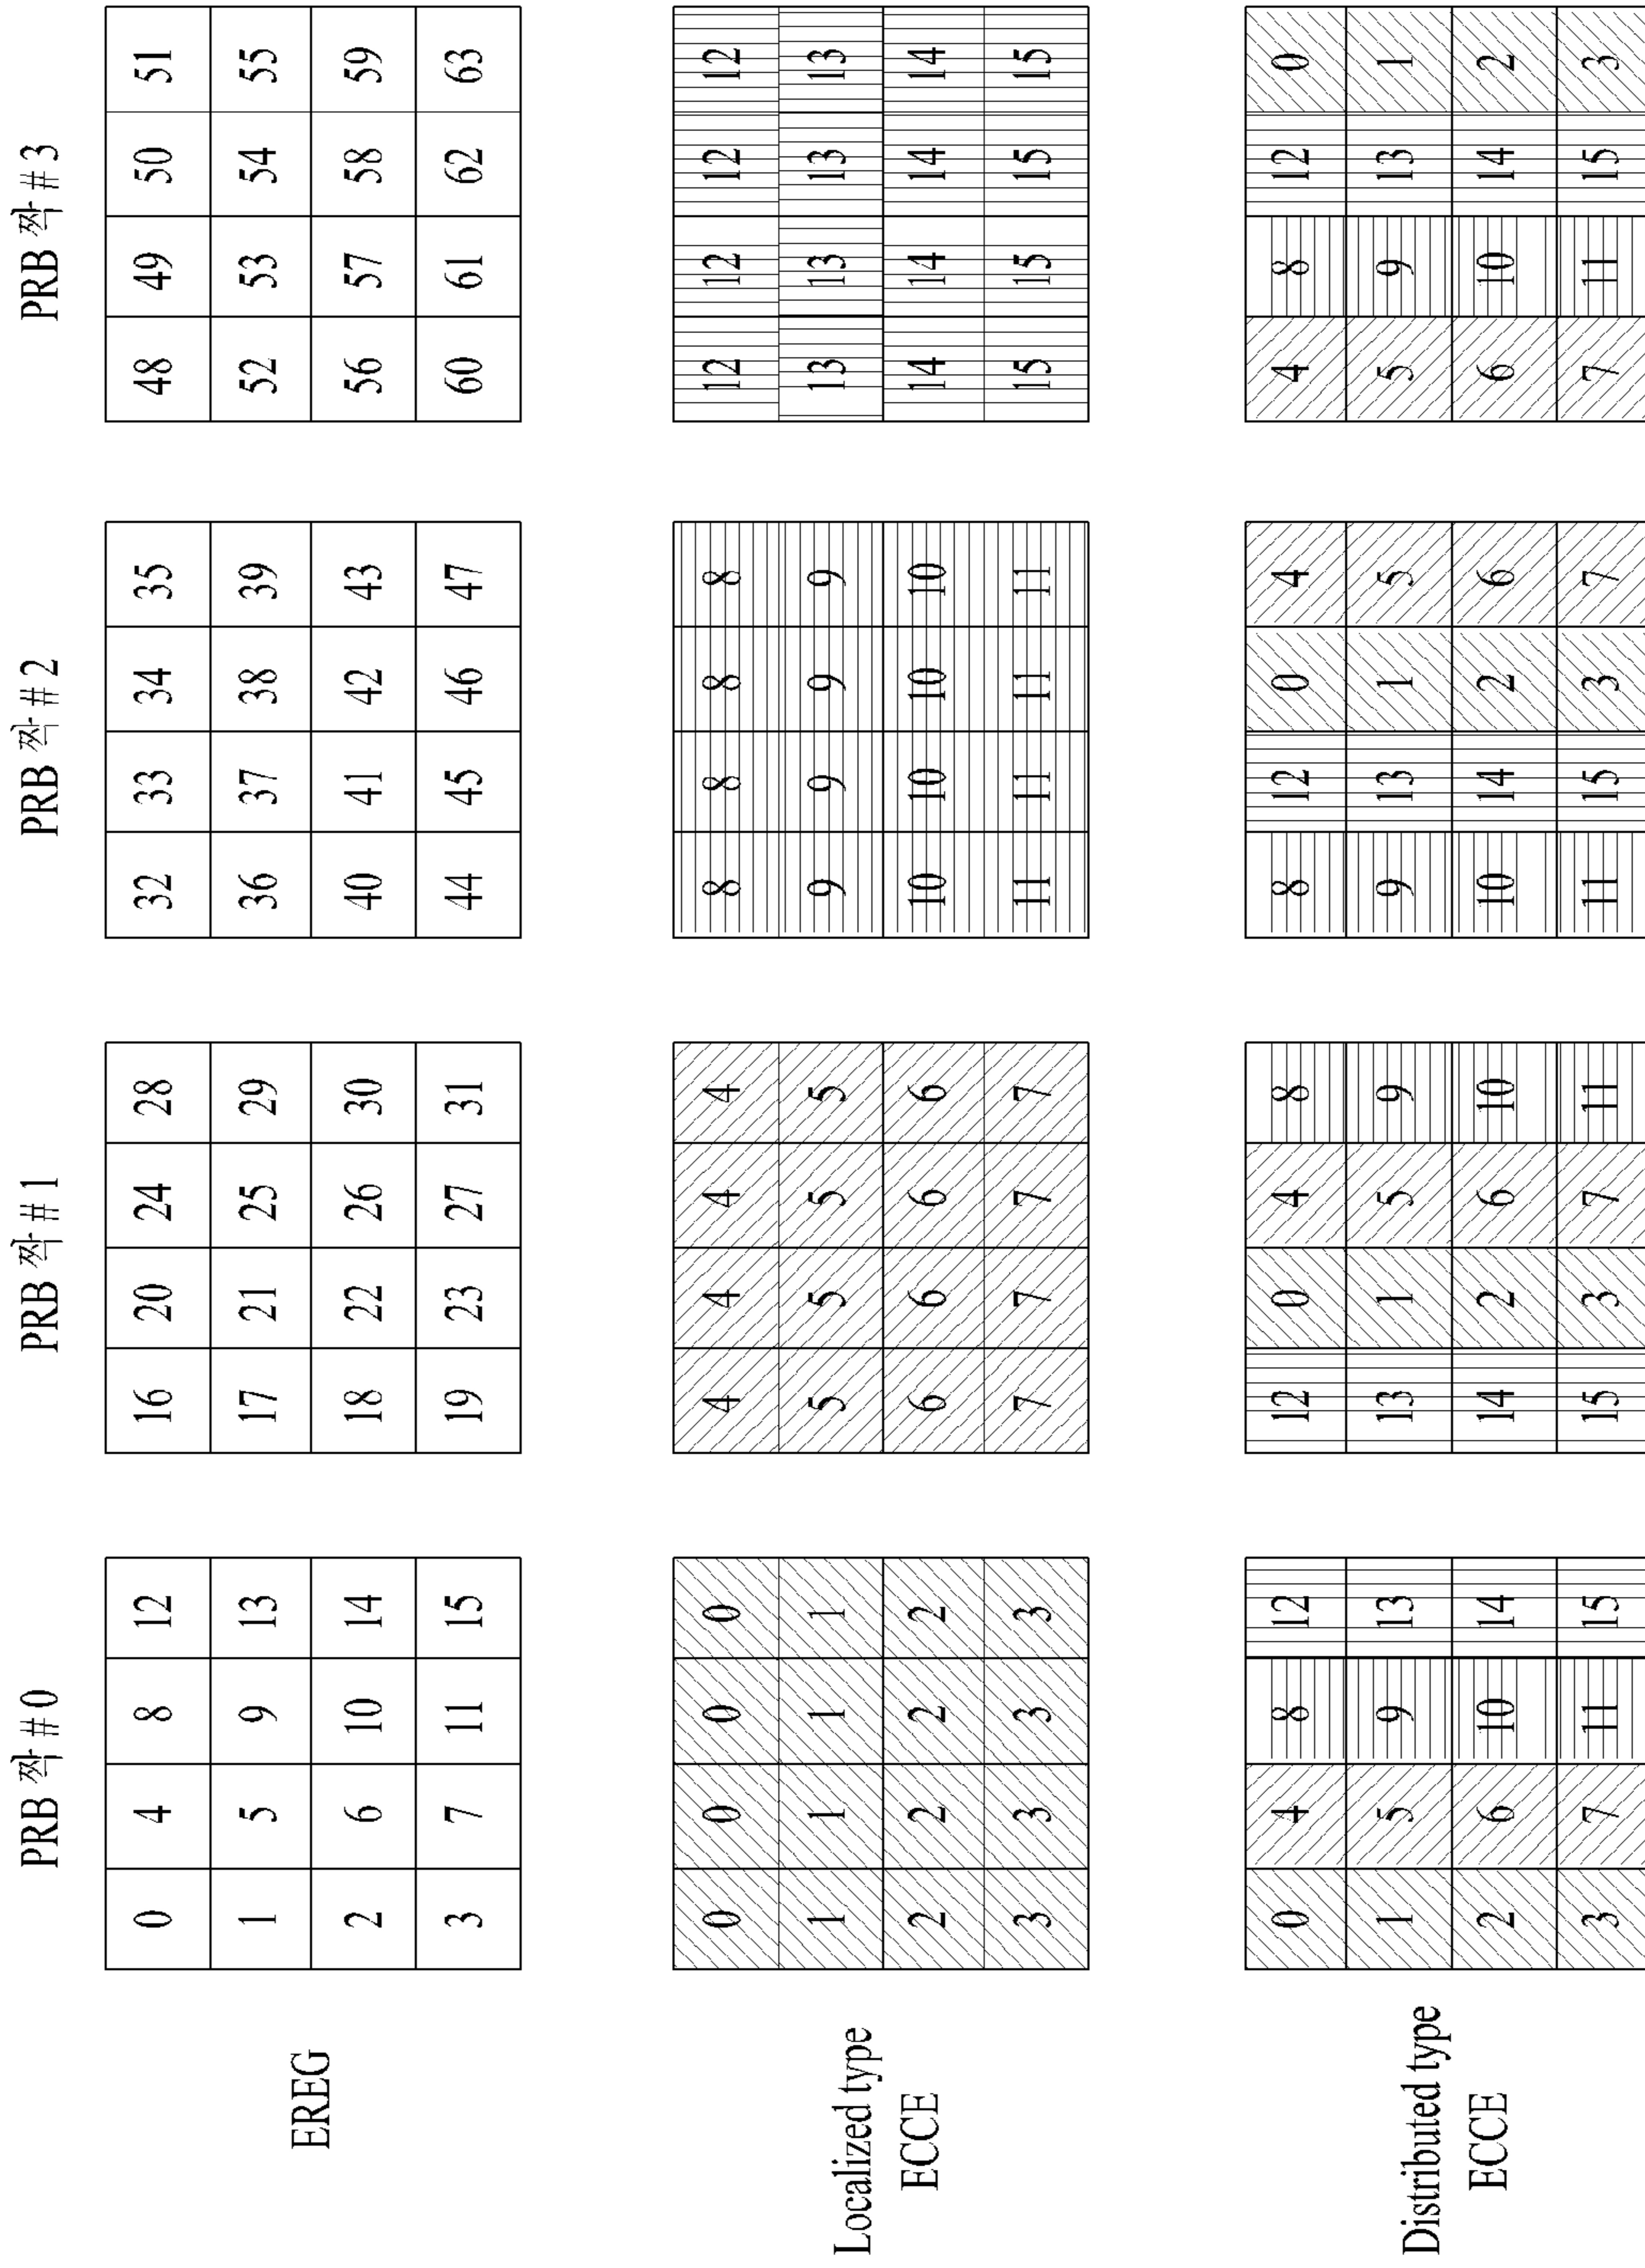 PRB 짝 # 0 PRB 짝 # 1 PRB 짝 # 2 PRB 짝 # 3
EREG
0 4 8 12 16 20 24 28 32 33 34 35 48 49 50 51
1 5 9 13 17 21 25 29 36 37 38 39 52 53 54 55
2 6 10 14 18 22 26 30 40 41 42 43 56 57 58 59
3 7 11 15 19 23 27 31 44 45 46 47 60 61 62 63
Localized type
ECCE
0 0 0 0 4 4 4 4 8 8 8 8 12 12 12 12
1 1 1 1 5 5 5 5 9 9 9 9 13 13 13 13
2 2 2 2 6 6 6 6 10 10 10 10 14 14 14 14
3 3 3 3 7 7 7 7 11 11 11 11 15 15 15 15
Distributed type
ECCE
0 4 8 12 12 0 4 8 8 12 0 4 4 8 12 0
1 5 9 13 13 1 5 9 9 13 1 5 5 9 13 1
2 6 10 14 14 2 6 10 10 14 2 6 6 10 14 2
3 7 11 15 15 3 7 11 11 15 3 7 7 11 15 3